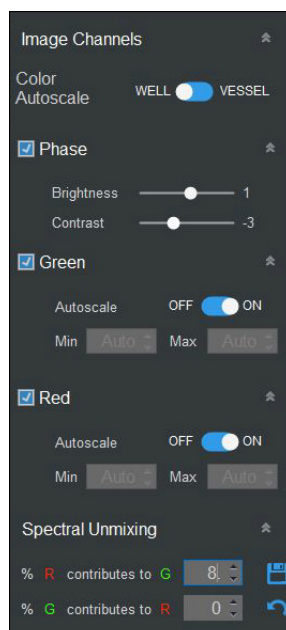 Image Channels
Color
Autoscale WELL VESSEL
Phase
Brightness 1
Contrast -3
Green
Autoscale OFF ON
Min Auto Max Auto
Red
Autoscale OFF ON
Min Auto Max Auto
Spectral Unmixing
% R contributes to G 8.
% G contributes to R 0